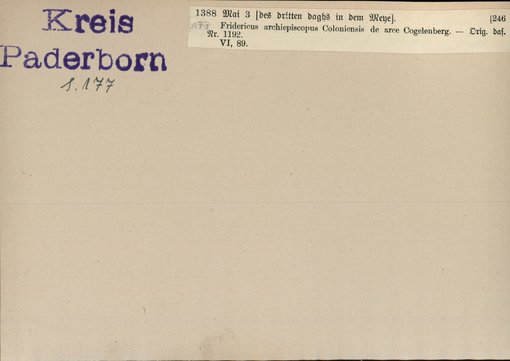 Kreis
Paderborn
S. 177
1388 Mai 3 [des dritten daghs in dem Meye]. [246
177. Fridericus archiepiscopus Coloniensis de arce Cogelenberg. — Orig. das.
Nr. 1192.
VI, 89.